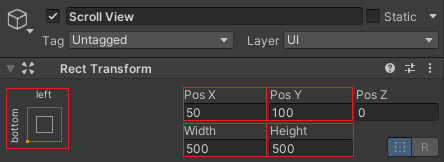 Scroll View Static
Tag Untagged Layer UI
Rect Transform
left
bottom
Pos X Pos Y Pos Z
50 100 0
Width Height
500 500 R